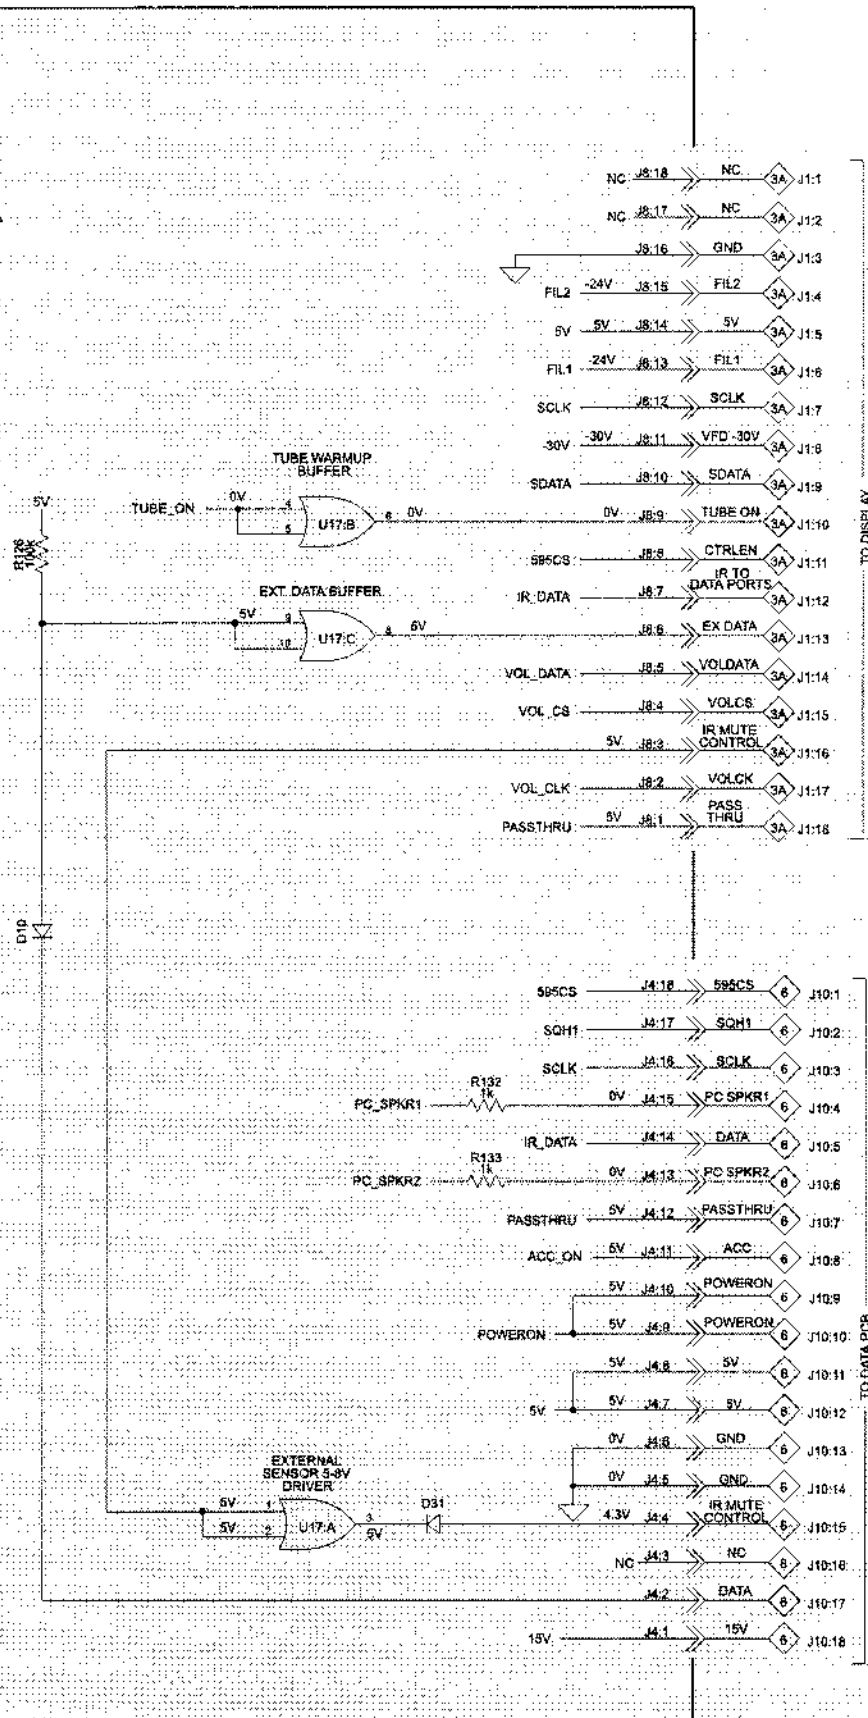 NC J8:18 NC 3A J1:1
NC J8:17 NC 3A J1:2
J8:16 GND 3A J1:3
FIL2 -24V J8:15 FIL2 3A J1:4
5V 5V J8:14 5V 3A J1:5
FIL1 -24V J8:13 FIL1 3A J1:6
SCLK J8:12 SCLK 3A J1:7
-30V -30V J8:11 VFD -30V 3A J1:8
SDATA J8:10 SDATA 3A J1:9
TUBE WARMUP
BUFFER
5V
R126
100k
TUBE_ON 0V 4 5 U17:B 6 0V 0V J8:9 TUBE ON 3A J1:10
595CS J8:8 CTRLEN 3A J1:11
IR_DATA J8:7 IR TO
DATA PORTS 3A J1:12
EXT. DATA BUFFER
5V 9 10 U17:C 8 5V J8:6 EX DATA 3A J1:13
VOL_DATA J8:5 VOLDATA 3A J1:14
VOL_CS J8:4 VOLCS 3A J1:15
5V J8:3 IR MUTE
CONTROL 3A J1:16
VOL_CLK J8:2 VOLCK 3A J1:17
PASSTHRU 5V J8:1 PASS
THRU 3A J1:18
TO DISPLAY
D10
595CS J4:18 595CS 6 J10:1
SQH1 J4:17 SQH1 6 J10:2
SCLK J4:16 SCLK 6 J10:3
PC_SPKR1 R132
1k 0V J4:15 PC SPKR1 6 J10:4
IR_DATA J4:14 DATA 6 J10:5
PC_SPKR2 R133
1k 0V J4:13 PC SPKR2 6 J10:6
PASSTHRU 5V J4:12 PASSTHRU 6 J10:7
ACC_ON 5V J4:11 ACC 6 J10:8
5V J4:10 POWERON 6 J10:9
POWERON 5V J4:9 POWERON 6 J10:10
5V J4:8 5V 6 J10:11
5V 5V J4:7 5V 6 J10:12
0V J4:6 GND 6 J10:13
0V J4:5 GND 6 J10:14
EXTERNAL
SENSOR 5-8V
DRIVER
5V 1 5V 2 U17:A 3 5V D31 4.3V J4:4 IR MUTE
CONTROL 6 J10:15
NC J4:3 NC 6 J10:16
J4:2 DATA 6 J10:17
15V J4:1 15V 6 J10:18
TO DATA PCB